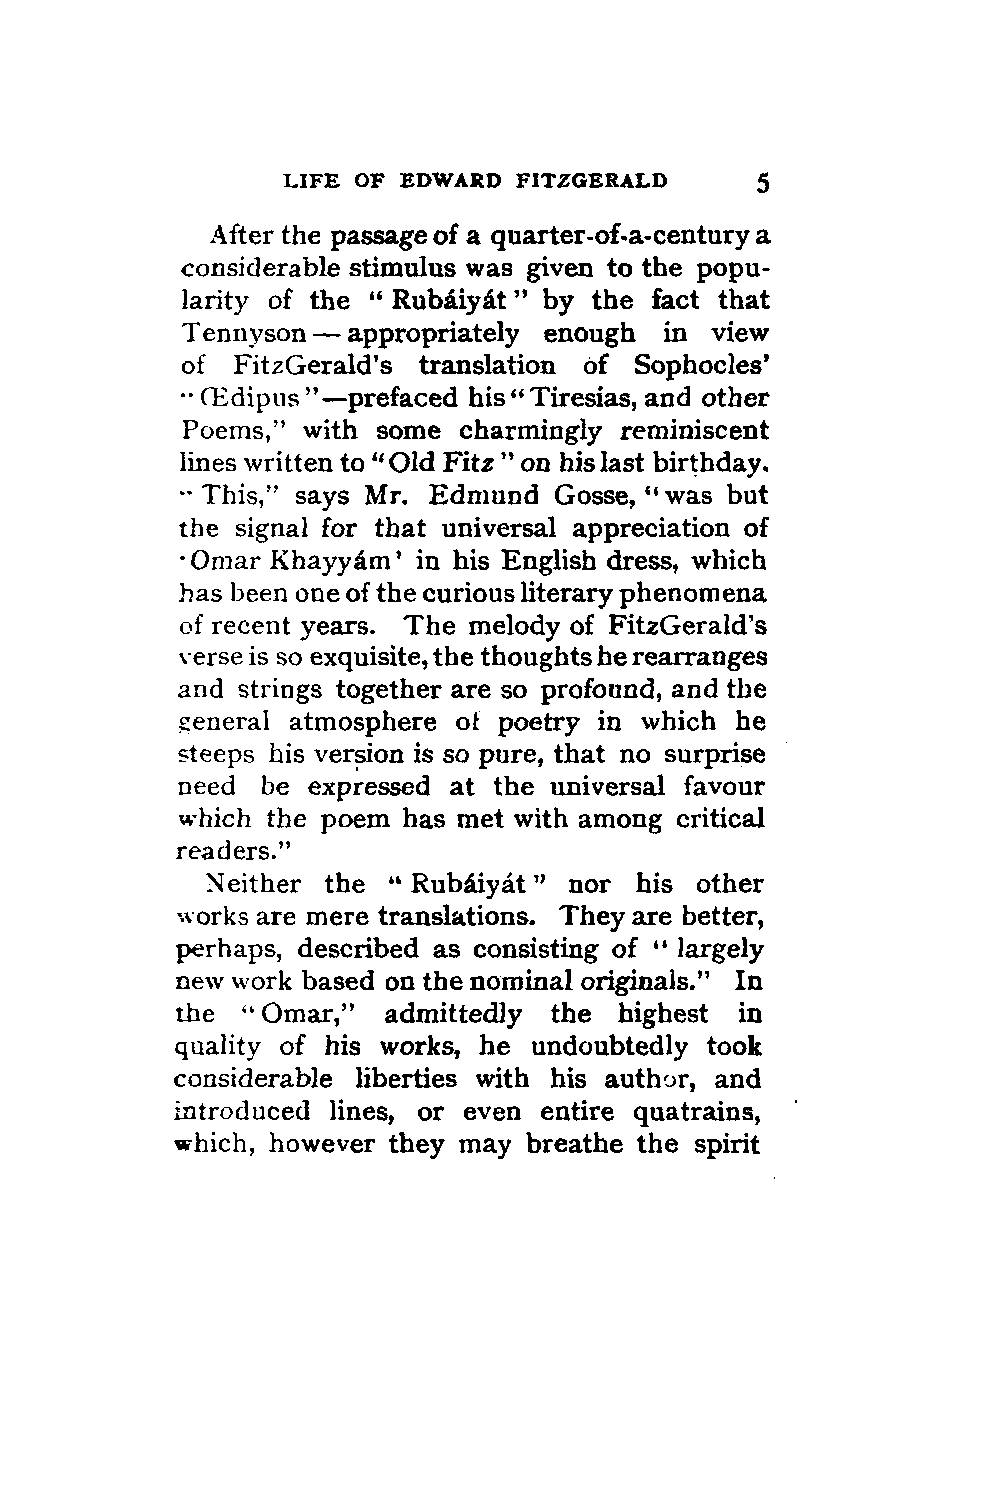 LIFE OF EDWARD FITZGERALD 5
After the passage of a quarter-of-a-century a
considerable stimulus was given to the popu-
larity of the “ Rubáiyát ” by the fact that
Tennyson — appropriately enough in view
of FitzGerald's translation of Sophocles'
“ Œdipus ”—prefaced his “ Tiresias, and other
Poems,” with some charmingly reminiscent
lines written to “ Old Fitz ” on his last birthday.
“ This,” says Mr. Edmund Gosse, “ was but
the signal for that universal appreciation of
‘ Omar Khayyám ’ in his English dress, which
has been one of the curious literary phenomena
of recent years. The melody of FitzGerald's
verse is so exquisite, the thoughts he rearranges
and strings together are so profound, and the
general atmosphere of poetry in which he
steeps his version is so pure, that no surprise
need be expressed at the universal favour
which the poem has met with among critical
readers.”
Neither the “ Rubáiyát ” nor his other
works are mere translations. They are better,
perhaps, described as consisting of “ largely
new work based on the nominal originals.” In
the “ Omar,” admittedly the highest in
quality of his works, he undoubtedly took
considerable liberties with his author, and
introduced lines, or even entire quatrains,
which, however they may breathe the spirit